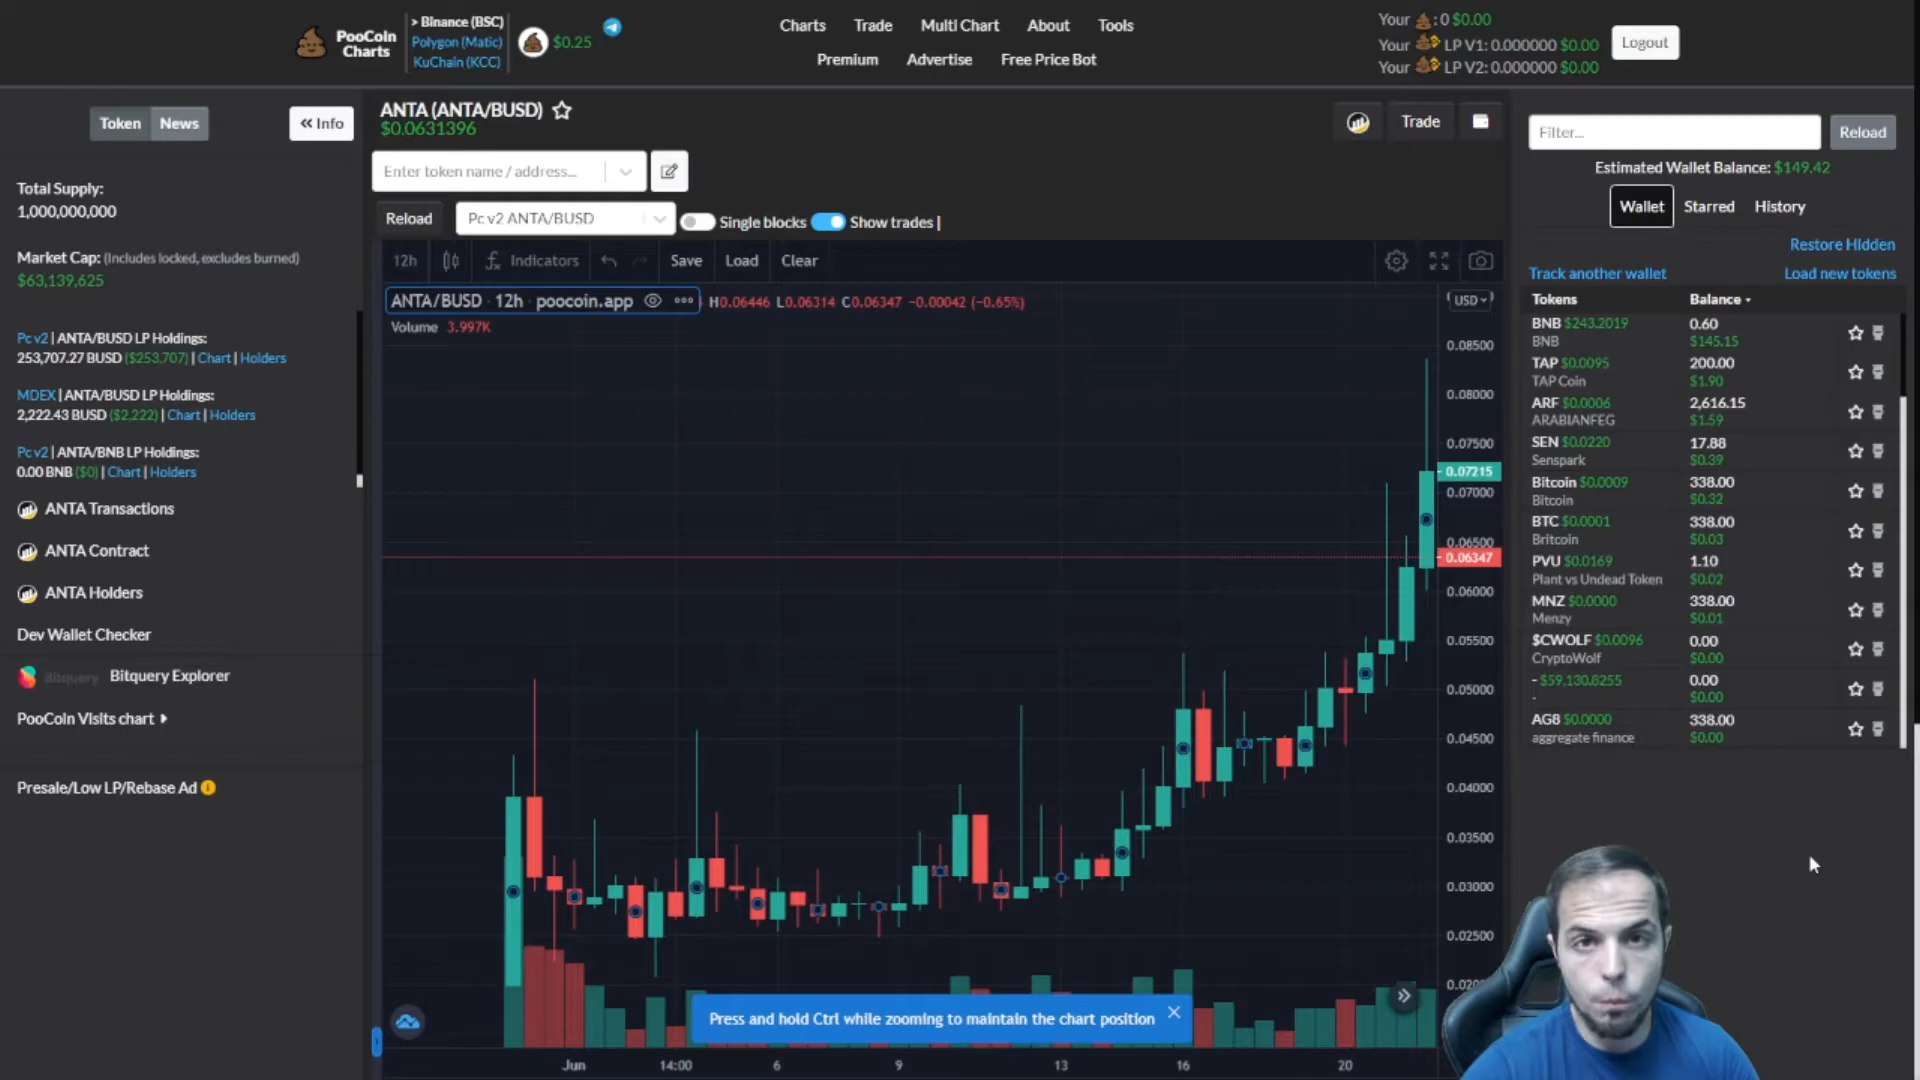 PooCoin
Charts
> Binance (BSC)
Polygon (Matic)
KuChain (KCC)
$0.25
Charts
Trade
Multi Chart
About
Tools
Premium
Advertise
Free Price Bot
Your : 0 $0.00
Your LP V1: 0.000000 $0.00
Your LP V2: 0.000000 $0.00
Logout
Token
News
« Info
Total Supply:
1,000,000,000
Market Cap: (Includes locked, excludes burned)
$63,139,625
Pc v2 | ANTA/BUSD LP Holdings:
253,707.27 BUSD ($253,707) | Chart | Holders
MDEX | ANTA/BUSD LP Holdings:
2,222.43 BUSD ($2,222) | Chart | Holders
Pc v2 | ANTA/BNB LP Holdings:
0.00 BNB ($0) | Chart | Holders
ANTA Transactions
ANTA Contract
ANTA Holders
Dev Wallet Checker
Bitquery Bitquery Explorer
PooCoin Visits chart
Presale/Low LP/Rebase Ad
ANTA (ANTA/BUSD)
$0.0631396
Trade
Enter token name / address...
Reload
Pc v2 ANTA/BUSD
Single blocks
Show trades |
12h
Indicators
Save
Load
Clear
ANTA/BUSD · 12h · poocoin.app
H0.06446 L0.06314 C0.06347 −0.00042 (−0.65%)
Volume 3.997K
USD
0.08500
0.08000
0.07500
0.07215
0.07000
0.06500
0.06347
0.06000
0.05500
0.05000
0.04500
0.04000
0.03500
0.03000
0.02500
Press and hold Ctrl while zooming to maintain the chart position
Jun
14:00
6
9
13
16
20
Filter...
Reload
Estimated Wallet Balance: $149.42
Wallet
Starred
History
Restore Hidden
Track another wallet
Load new tokens
Tokens
Balance
BNB $243.2019 0.60
BNB $145.15
TAP $0.0095 200.00
TAP Coin $1.90
ARF $0.0006 2,616.15
ARABIANFEG $1.59
SEN $0.0220 17.88
Senspark $0.39
Bitcoin $0.0009 338.00
Bitcoin $0.32
BTC $0.0001 338.00
Britcoin $0.03
PVU $0.0169 1.10
Plant vs Undead Token $0.02
MNZ $0.0000 338.00
Menzy $0.01
$CWOLF $0.0096 0.00
CryptoWolf $0.00
- $59,130.8255 0.00
- $0.00
AG8 $0.0000 338.00
aggregate finance $0.00